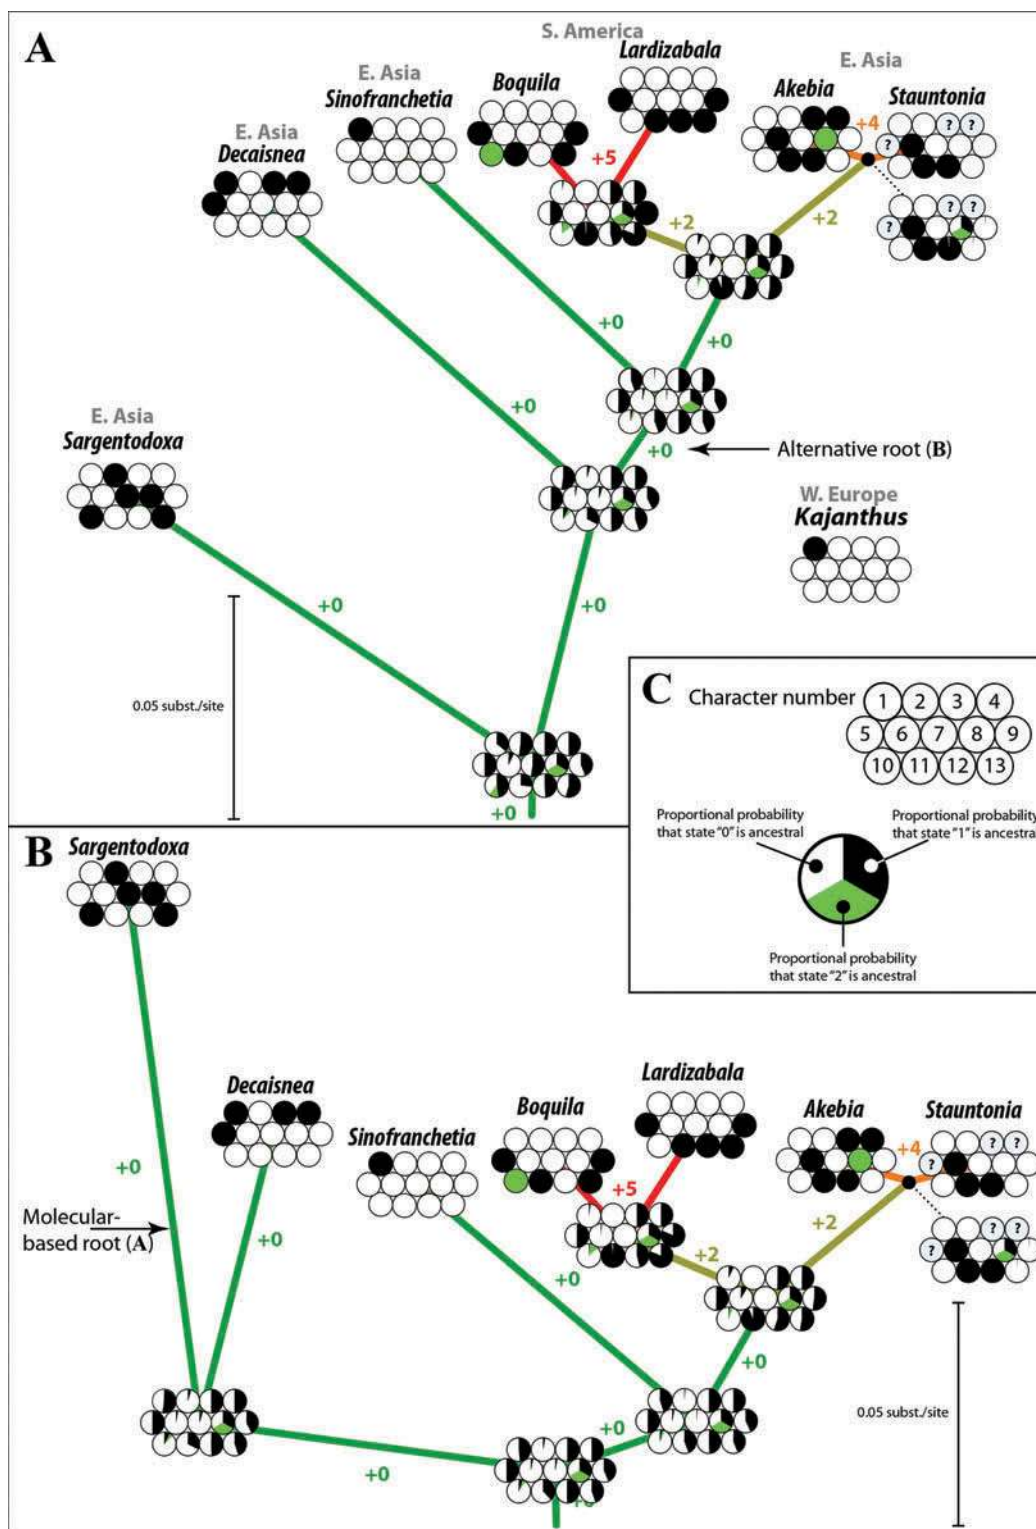 A
S. America
Lardizabala
E. Asia
Sinofranchetia
Boquila
E. Asia
Akebia
Stauntonia
E. Asia
Decaisnea
+4
? ?
?
+5
? ?
?
+2
+2
+0
+0
+0
E. Asia
Sargentodoxa
+0
Alternative root (B)
W. Europe
Kajanthus
+0
+0
0.05 subst./site
+0
C
Character number
1 2 3 4
5 6 7 8 9
10 11 12 13
Proportional probability
that state "0" is ancestral
Proportional probability
that state "1" is ancestral
Proportional probability
that state "2" is ancestral
B
Sargentodoxa
Decaisnea
Sinofranchetia
Boquila
Lardizabala
Akebia
Stauntonia
+4
? ?
?
+0
+5
Molecular-
based root (A)
+0
+2
+2
? ?
?
+0
+0
0.05 subst./site
+0
+0